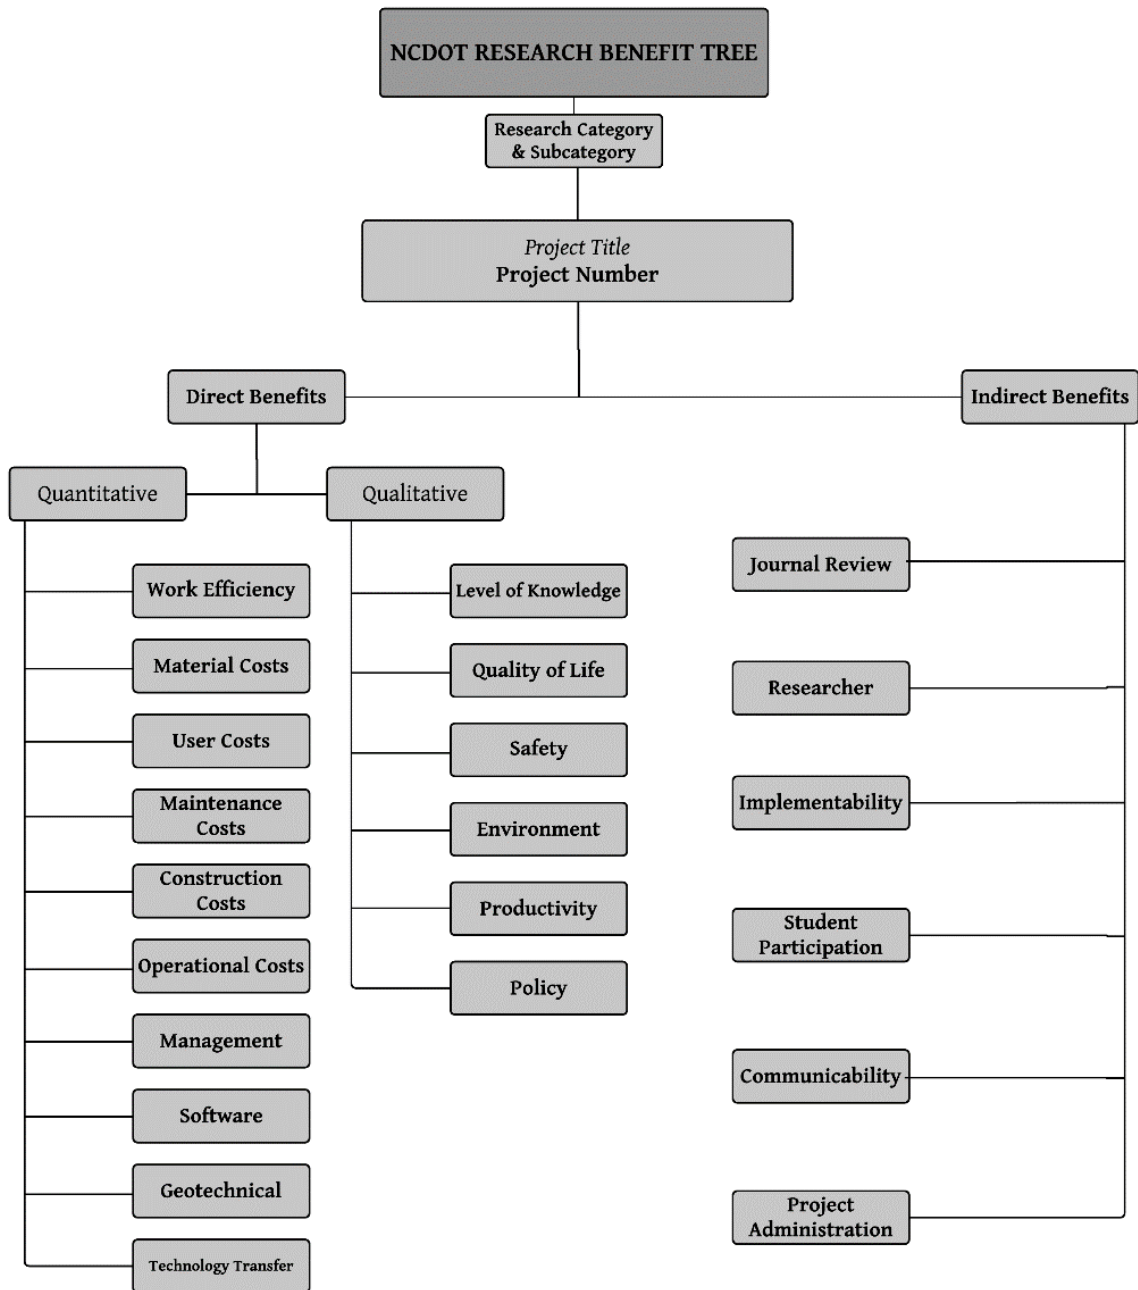 NCDOT RESEARCH BENEFIT TREE
Research Category
& Subcategory
Project Title
Project Number
Direct Benefits
Indirect Benefits
Quantitative
Qualitative
Work Efficiency
Material Costs
User Costs
Maintenance
Costs
Construction
Costs
Operational Costs
Management
Software
Geotechnical
Technology Transfer
Level of Knowledge
Quality of Life
Safety
Environment
Productivity
Policy
Journal Review
Researcher
Implementability
Student
Participation
Communicability
Project
Administration